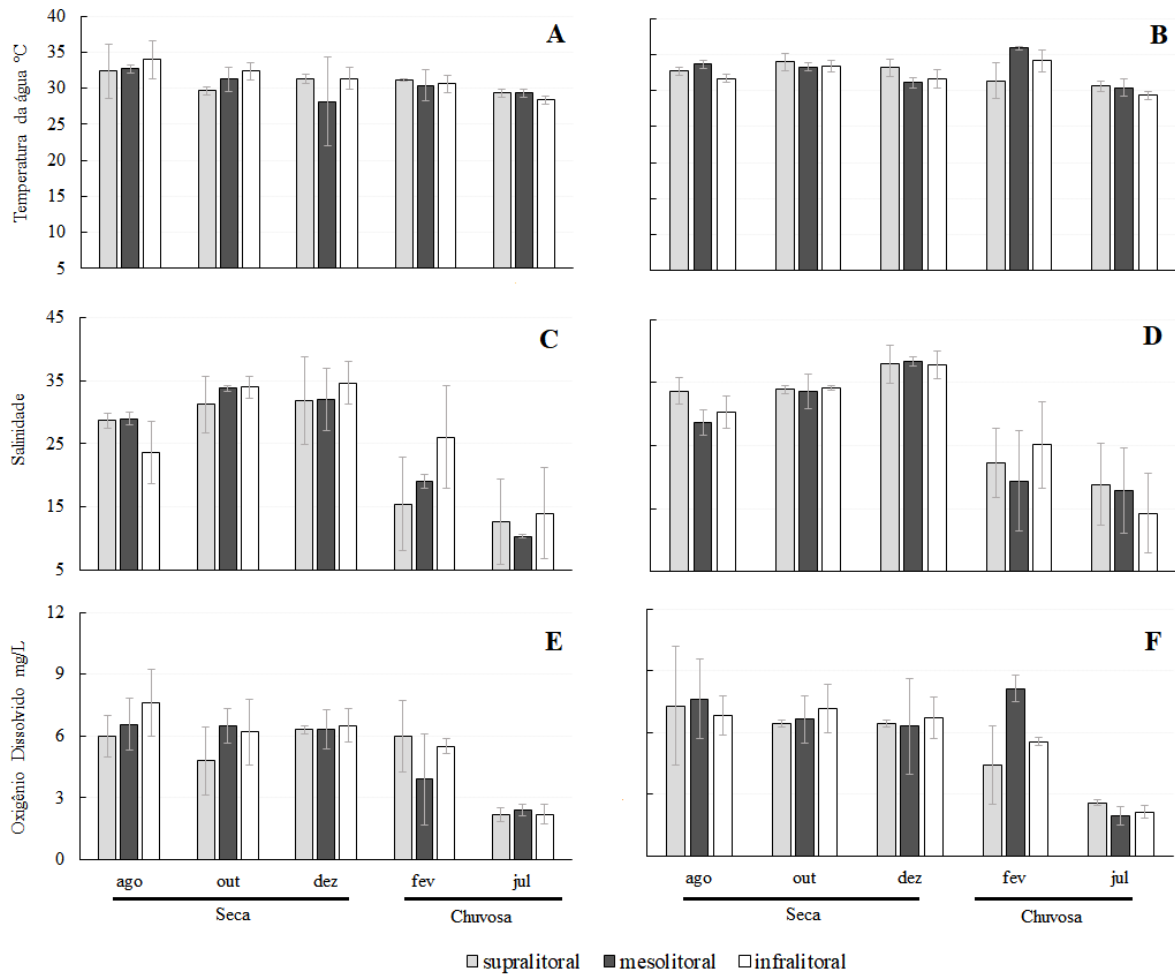 A
B
Temperatura da água ºC
40
35
30
25
20
15
10
5
C
D
Salinidade
45
35
25
15
5
E
F
Oxigênio Dissolvido mg/L
12
9
6
3
0
ago out dez fev jul
Seca Chuvosa
ago out dez fev jul
Seca Chuvosa
supralitoral mesolitoral infralitoral